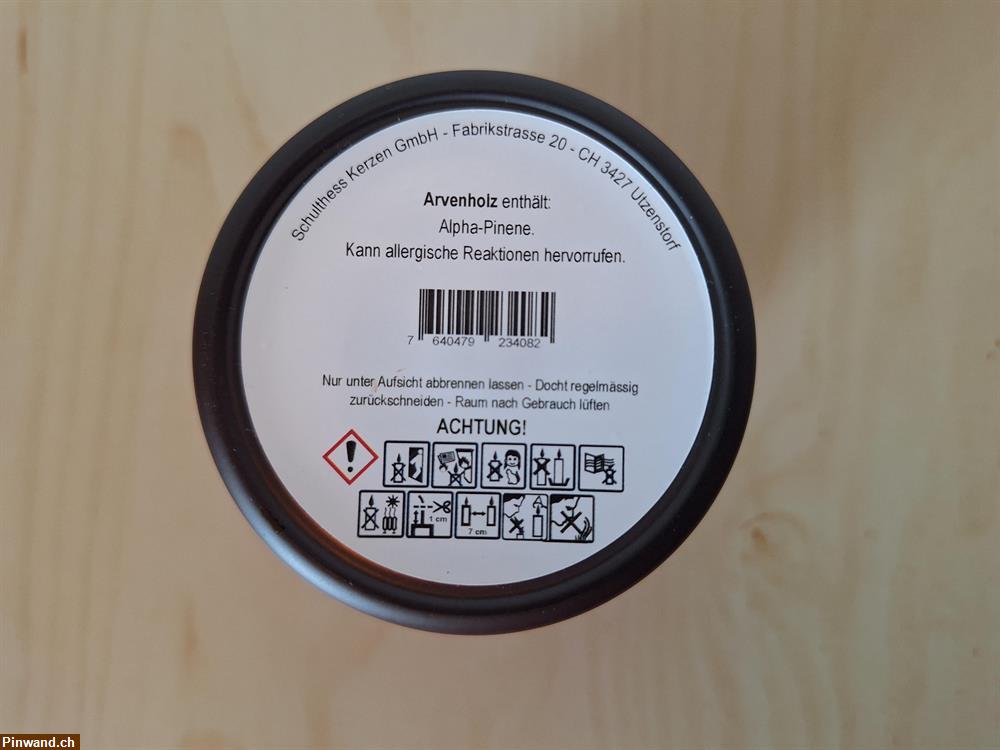 Schulthess Kerzen GmbH - Fabrikstrasse 20 - CH 3427 Utzenstorf
Arvenholz enthält:
Alpha-Pinene.
Kann allergische Reaktionen hervorrufen.
7 640479 234082
Nur unter Aufsicht abbrennen lassen - Docht regelmässig
zurückschneiden - Raum nach Gebrauch lüften
ACHTUNG!
1 cm
7 cm
Pinwand.ch